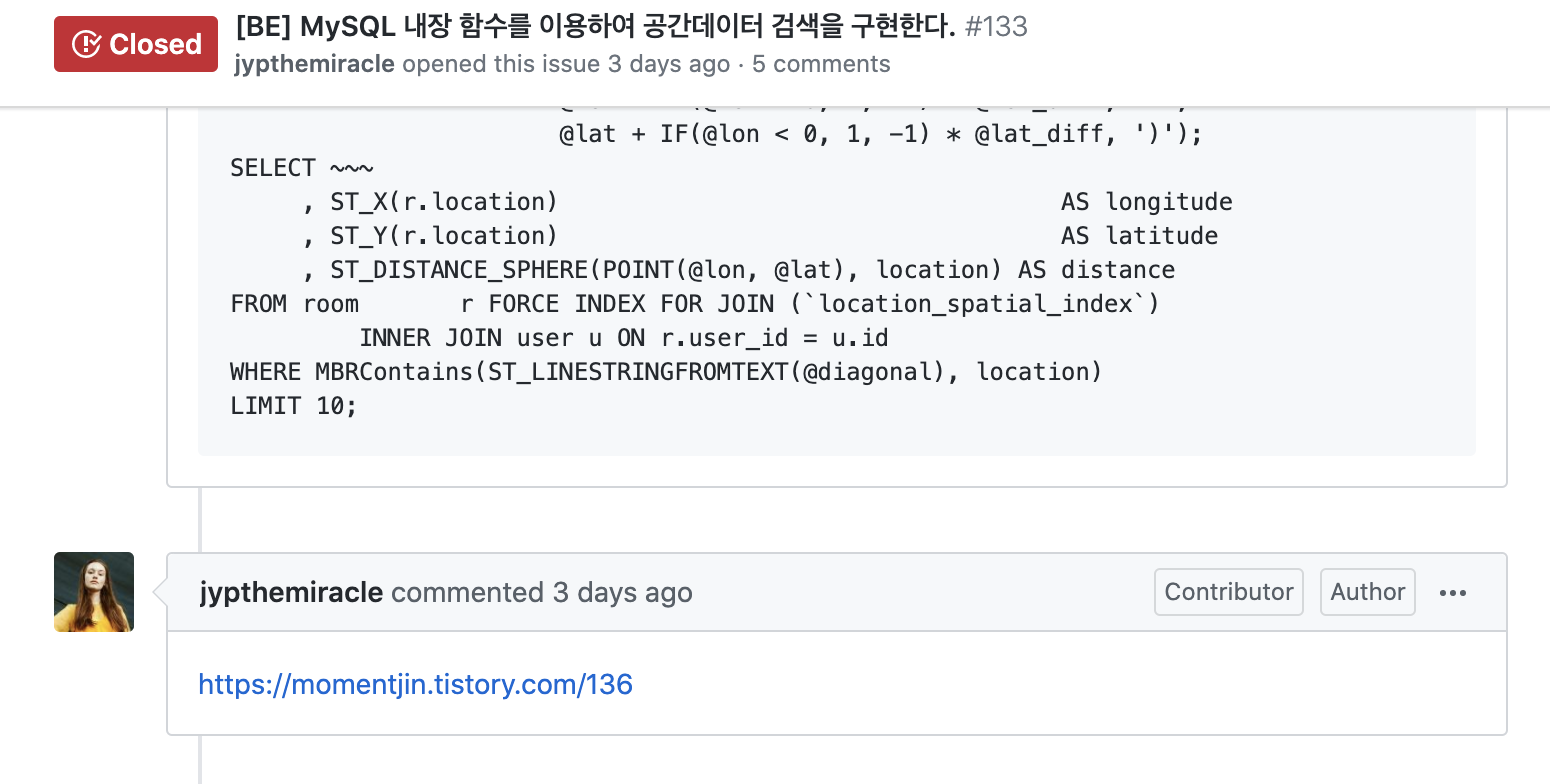 Closed
[BE] MySQL 내장 함수를 이용하여 공간데이터 검색을 구현한다. #133
jypthemiracle opened this issue 3 days ago · 5 comments
@lat + IF(@lon < 0, 1, -1) * @lat_diff, ')');
SELECT ~~~
, ST_X(r.location) AS longitude
, ST_Y(r.location) AS latitude
, ST_DISTANCE_SPHERE(POINT(@lon, @lat), location) AS distance
FROM room r FORCE INDEX FOR JOIN (`location_spatial_index`)
INNER JOIN user u ON r.user_id = u.id
WHERE MBRContains(ST_LINESTRINGFROMTEXT(@diagonal), location)
LIMIT 10;
jypthemiracle commented 3 days ago Contributor Author
https://momentjin.tistory.com/136